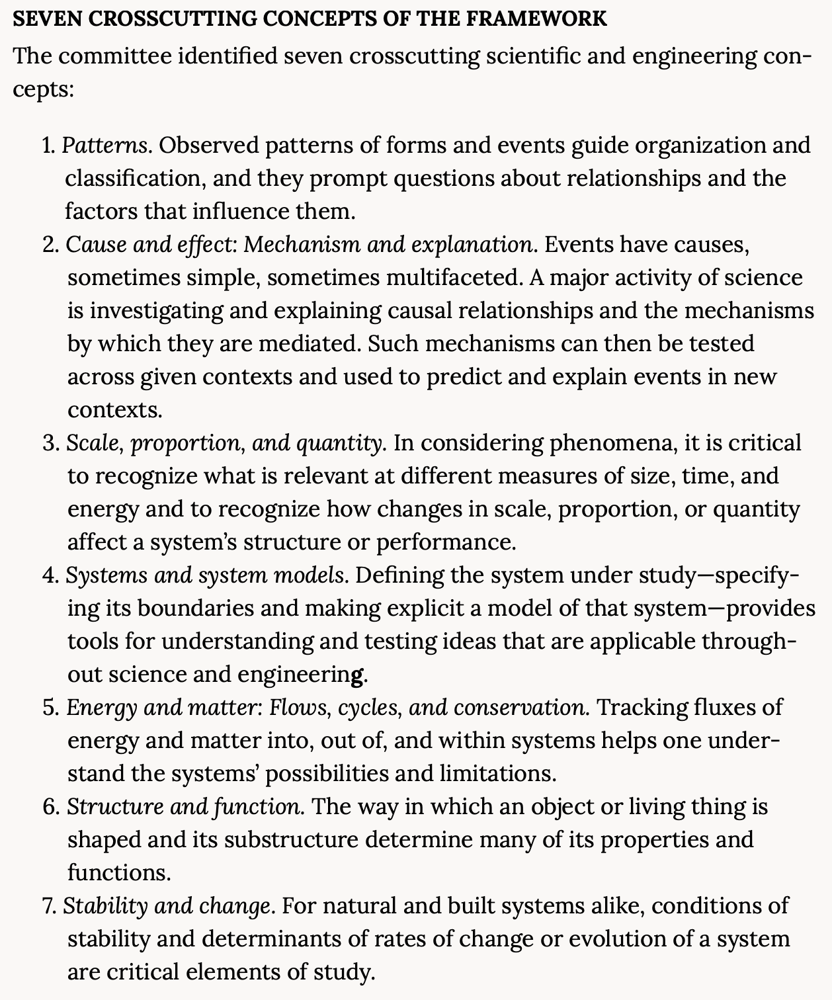 SEVEN CROSSCUTTING CONCEPTS OF THE FRAMEWORK
The committee identified seven crosscutting scientific and engineering con-
cepts:
1. Patterns. Observed patterns of forms and events guide organization and
classification, and they prompt questions about relationships and the
factors that influence them.
2. Cause and effect: Mechanism and explanation. Events have causes,
sometimes simple, sometimes multifaceted. A major activity of science
is investigating and explaining causal relationships and the mechanisms
by which they are mediated. Such mechanisms can then be tested
across given contexts and used to predict and explain events in new
contexts.
3. Scale, proportion, and quantity. In considering phenomena, it is critical
to recognize what is relevant at different measures of size, time, and
energy and to recognize how changes in scale, proportion, or quantity
affect a system’s structure or performance.
4. Systems and system models. Defining the system under study—specify-
ing its boundaries and making explicit a model of that system—provides
tools for understanding and testing ideas that are applicable through-
out science and engineering.
5. Energy and matter: Flows, cycles, and conservation. Tracking fluxes of
energy and matter into, out of, and within systems helps one under-
stand the systems’ possibilities and limitations.
6. Structure and function. The way in which an object or living thing is
shaped and its substructure determine many of its properties and
functions.
7. Stability and change. For natural and built systems alike, conditions of
stability and determinants of rates of change or evolution of a system
are critical elements of study.